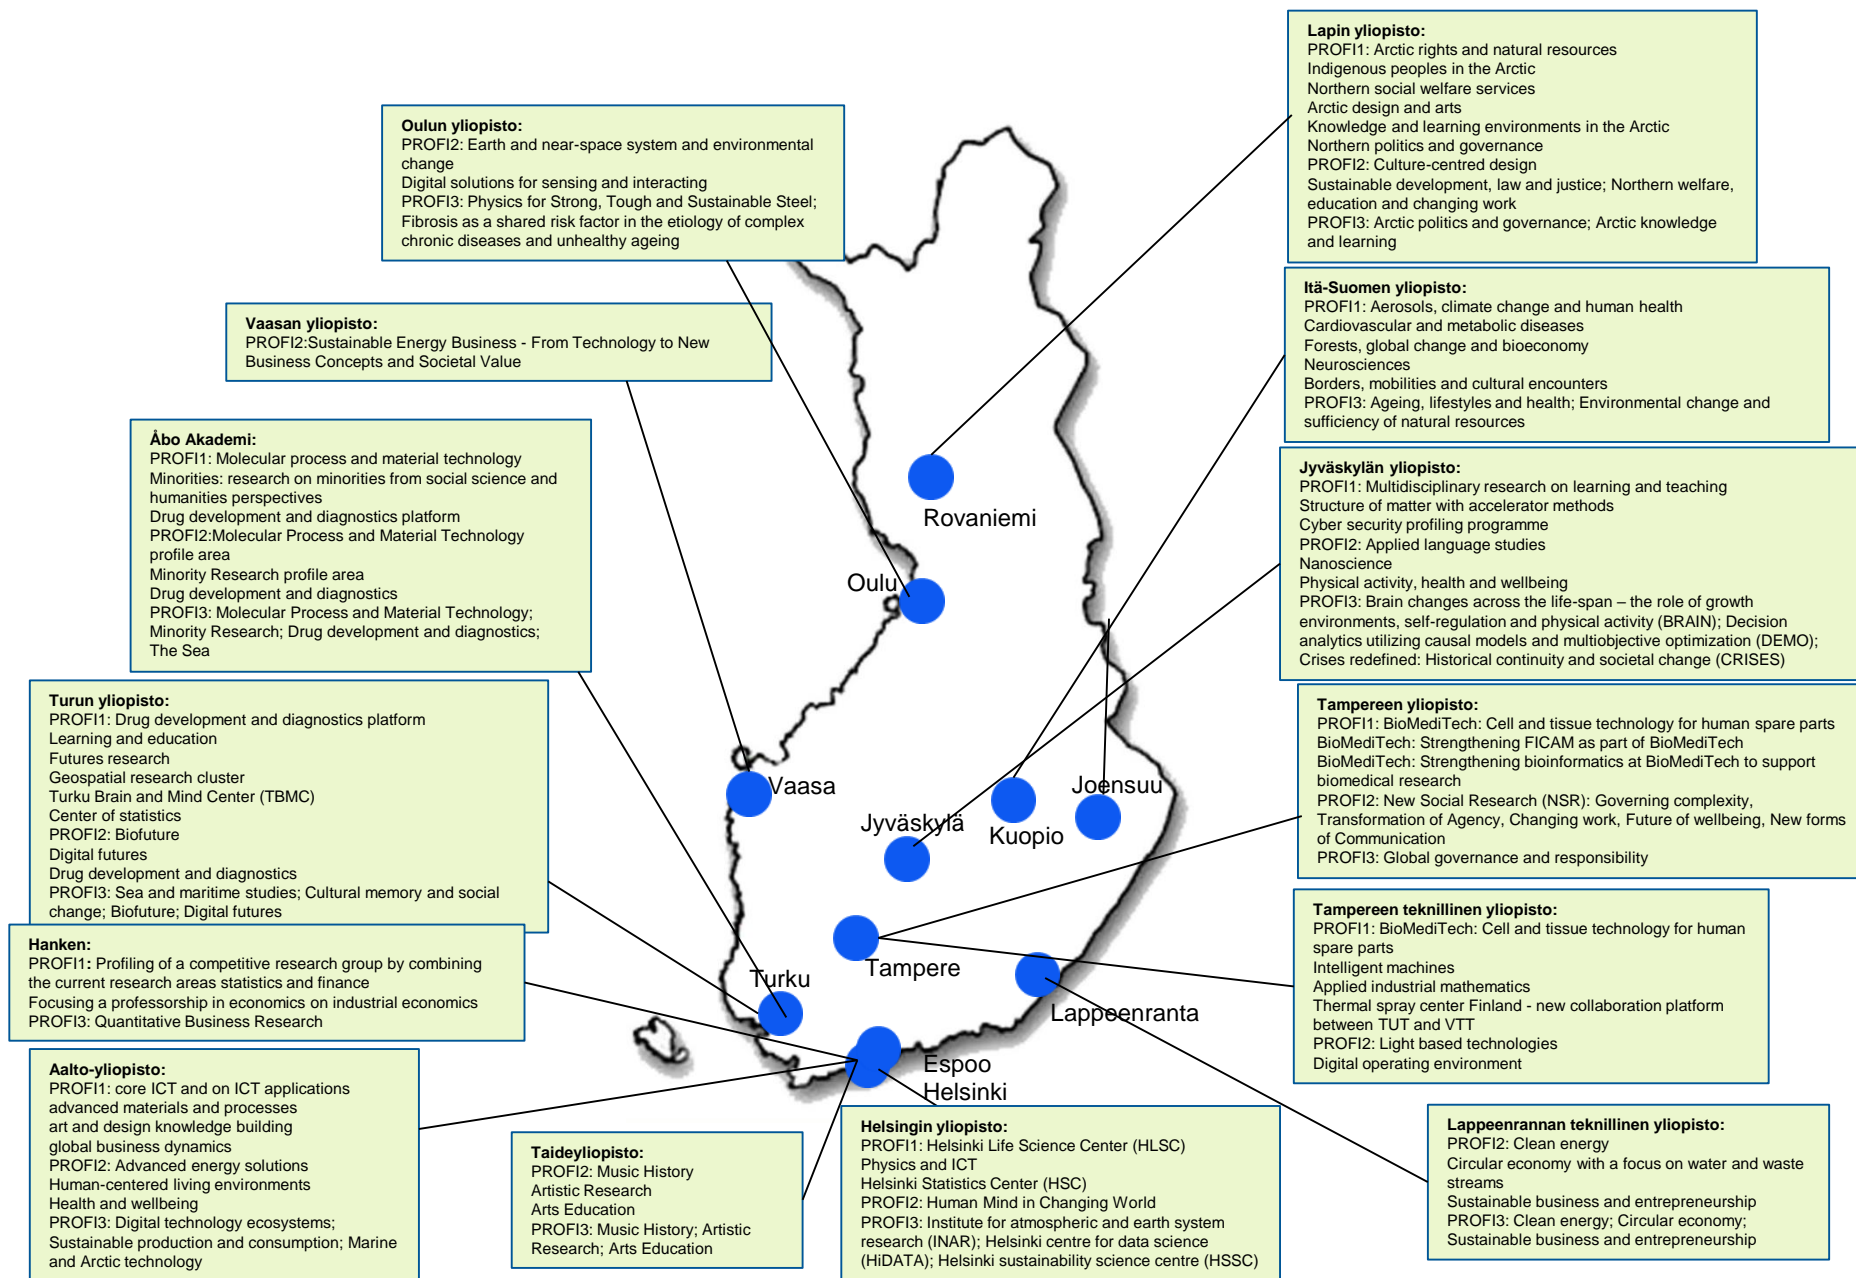 Lapin yliopisto:
PROFI1: Arctic rights and natural resources
Indigenous peoples in the Arctic
Northern social welfare services
Arctic design and arts
Knowledge and learning environments in the Arctic
Northern politics and governance
PROFI2: Culture-centred design
Sustainable development, law and justice; Northern welfare,
education and changing work
PROFI3: Arctic politics and governance; Arctic knowledge
and learning
Oulun yliopisto:
PROFI2: Earth and near-space system and environmental
change
Digital solutions for sensing and interacting
PROFI3: Physics for Strong, Tough and Sustainable Steel;
Fibrosis as a shared risk factor in the etiology of complex
chronic diseases and unhealthy ageing
Itä-Suomen yliopisto:
PROFI1: Aerosols, climate change and human health
Cardiovascular and metabolic diseases
Forests, global change and bioeconomy
Neurosciences
Borders, mobilities and cultural encounters
PROFI3: Ageing, lifestyles and health; Environmental change and
sufficiency of natural resources
Vaasan yliopisto:
PROFI2:Sustainable Energy Business - From Technology to New
Business Concepts and Societal Value
Åbo Akademi:
PROFI1: Molecular process and material technology
Minorities: research on minorities from social science and
humanities perspectives
Drug development and diagnostics platform
PROFI2:Molecular Process and Material Technology
profile area
Minority Research profile area
Drug development and diagnostics
PROFI3: Molecular Process and Material Technology;
Minority Research; Drug development and diagnostics;
The Sea
Jyväskylän yliopisto:
PROFI1: Multidisciplinary research on learning and teaching
Structure of matter with accelerator methods
Cyber security profiling programme
PROFI2: Applied language studies
Nanoscience
Physical activity, health and wellbeing
PROFI3: Brain changes across the life-span – the role of growth
environments, self-regulation and physical activity (BRAIN); Decision
analytics utilizing causal models and multiobjective optimization (DEMO);
Crises redefined: Historical continuity and societal change (CRISES)
Rovaniemi
Oulu
Vaasa
Jyväskylä
Kuopio
Joensuu
Tampere
Turku
Lappeenranta
Espoo
Helsinki
Turun yliopisto:
PROFI1: Drug development and diagnostics platform
Learning and education
Futures research
Geospatial research cluster
Turku Brain and Mind Center (TBMC)
Center of statistics
PROFI2: Biofuture
Digital futures
Drug development and diagnostics
PROFI3: Sea and maritime studies; Cultural memory and social
change; Biofuture; Digital futures
Tampereen yliopisto:
PROFI1: BioMediTech: Cell and tissue technology for human spare parts
BioMediTech: Strengthening FICAM as part of BioMediTech
BioMediTech: Strengthening bioinformatics at BioMediTech to support
biomedical research
PROFI2: New Social Research (NSR): Governing complexity,
Transformation of Agency, Changing work, Future of wellbeing, New forms
of Communication
PROFI3: Global governance and responsibility
Tampereen teknillinen yliopisto:
PROFI1: BioMediTech: Cell and tissue technology for human
spare parts
Intelligent machines
Applied industrial mathematics
Thermal spray center Finland - new collaboration platform
between TUT and VTT
PROFI2: Light based technologies
Digital operating environment
Hanken:
PROFI1: Profiling of a competitive research group by combining
the current research areas statistics and finance
Focusing a professorship in economics on industrial economics
PROFI3: Quantitative Business Research
Aalto-yliopisto:
PROFI1: core ICT and on ICT applications
advanced materials and processes
art and design knowledge building
global business dynamics
PROFI2: Advanced energy solutions
Human-centered living environments
Health and wellbeing
PROFI3: Digital technology ecosystems;
Sustainable production and consumption; Marine
and Arctic technology
Taideyliopisto:
PROFI2: Music History
Artistic Research
Arts Education
PROFI3: Music History; Artistic
Research; Arts Education
Helsingin yliopisto:
PROFI1: Helsinki Life Science Center (HLSC)
Physics and ICT
Helsinki Statistics Center (HSC)
PROFI2: Human Mind in Changing World
PROFI3: Institute for atmospheric and earth system
research (INAR); Helsinki centre for data science
(HiDATA); Helsinki sustainability science centre (HSSC)
Lappeenrannan teknillinen yliopisto:
PROFI2: Clean energy
Circular economy with a focus on water and waste
streams
Sustainable business and entrepreneurship
PROFI3: Clean energy; Circular economy;
Sustainable business and entrepreneurship